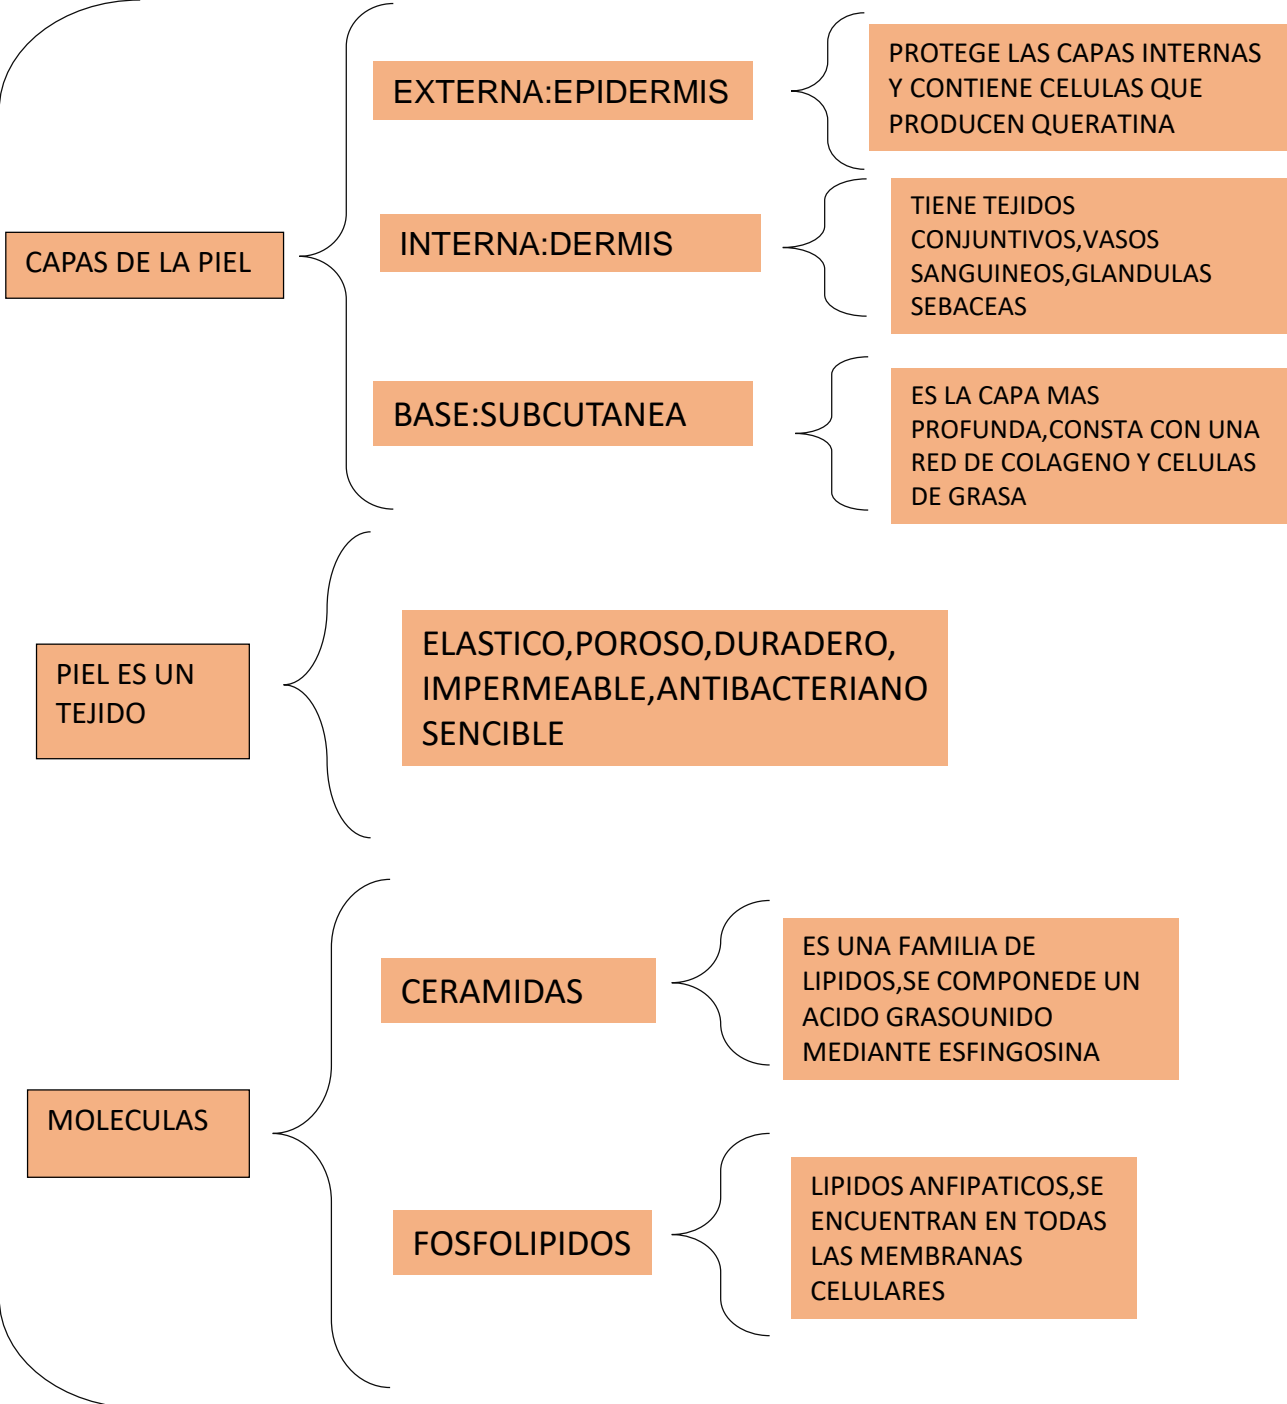 CAPAS DE LA PIEL
EXTERNA:EPIDERMIS
PROTEGE LAS CAPAS INTERNAS
Y CONTIENE CELULAS QUE
PRODUCEN QUERATINA
INTERNA:DERMIS
TIENE TEJIDOS
CONJUNTIVOS,VASOS
SANGUINEOS,GLANDULAS
SEBACEAS
BASE:SUBCUTANEA
ES LA CAPA MAS
PROFUNDA,CONSTA CON UNA
RED DE COLAGENO Y CELULAS
DE GRASA
PIEL ES UN
TEJIDO
ELASTICO,POROSO,DURADERO,
IMPERMEABLE,ANTIBACTERIANO
SENCIBLE
MOLECULAS
CERAMIDAS
ES UNA FAMILIA DE
LIPIDOS,SE COMPONEDE UN
ACIDO GRASOUNIDO
MEDIANTE ESFINGOSINA
FOSFOLIPIDOS
LIPIDOS ANFIPATICOS,SE
ENCUENTRAN EN TODAS
LAS MEMBRANAS
CELULARES